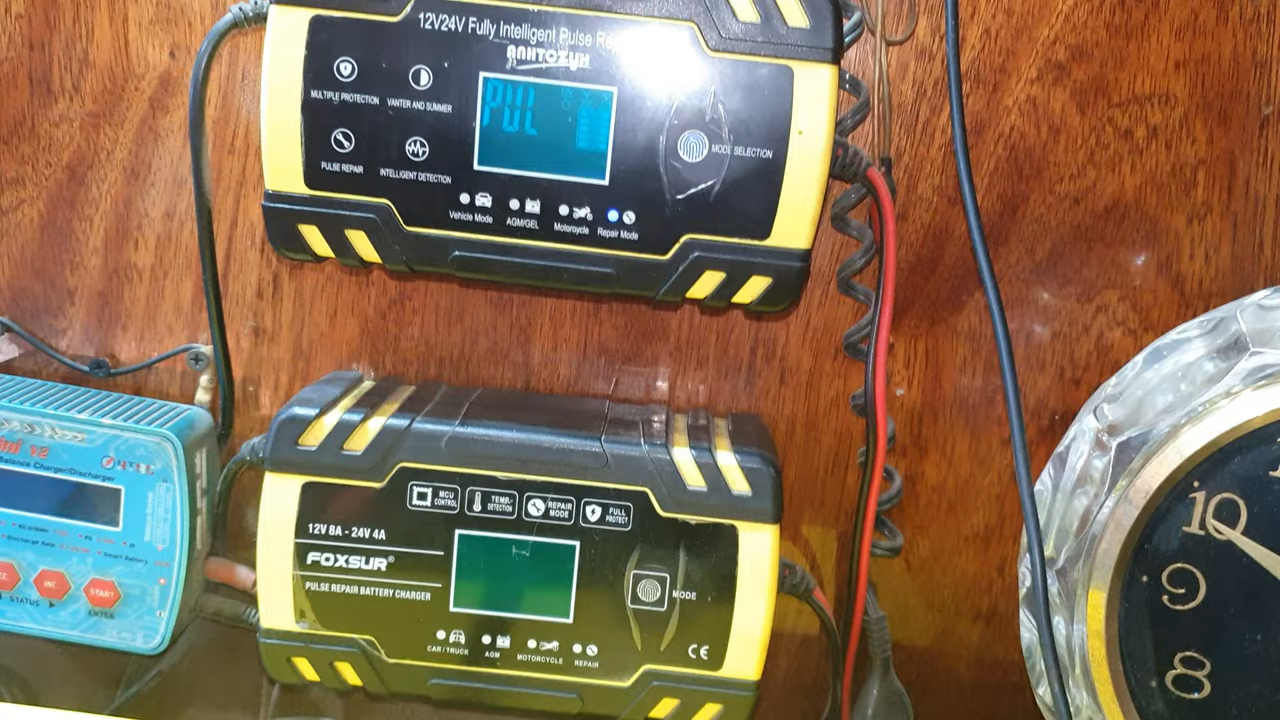 12V24V Fully Intelligent Pulse
ANHTOZYH
MULTIPLE PROTECTION
VANTER AND SUMMER
PUL
MODE SELECTION
PULSE REPAIR
INTELLIGENT DETECTION
Vehicle Mode
AGM/GEL
Motorcycle
Repair Mode
MCU CONTROL
TEMP. DETECTION
REPAIR MODE
FULL PROTECT
12V 8A - 24V 4A
FOXSUR®
PULSE REPAIR BATTERY CHARGER
MODE
CAR/TRUCK
AGM
MOTORCYCLE
REPAIR
CE
V2
Balance Charger/Discharger
INC.
START
STATUS
ENTER
10
9
8